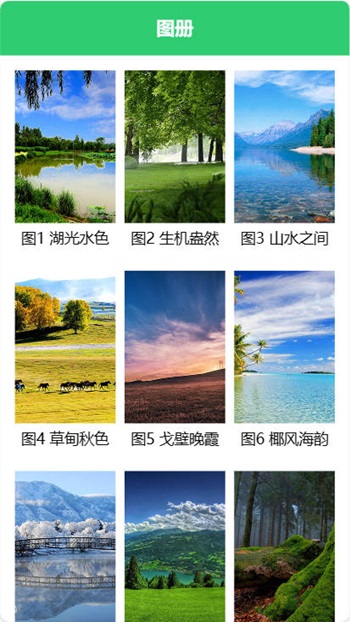 图册
图1 湖光水色
图2 生机盎然
图3 山水之间
图4 草甸秋色
图5 戈壁晚霞
图6 椰风海韵